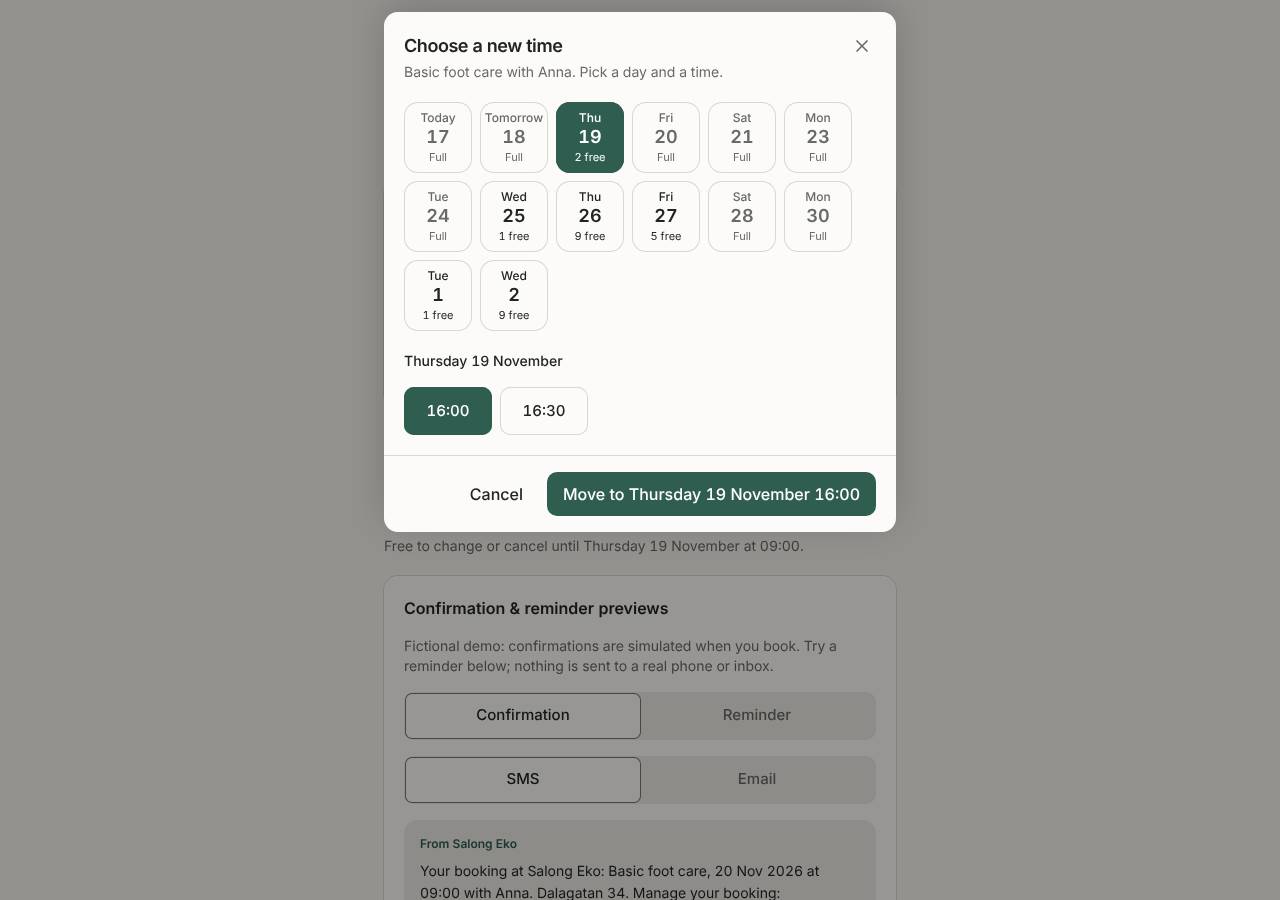 Choose a new time
Basic foot care with Anna. Pick a day and a time.
Today Tomorrow Thu Fri Sat Mon
17 18 19 20 21 23
Full Full 2 free Full Full Full
Tue Wed Thu Fri Sat Mon
24 25 26 27 28 30
Full 1 free 9 free 5 free Full Full
Tue Wed
1 2
1 free 9 free
Thursday 19 November
16:00 16:30
Cancel Move to Thursday 19 November 16:00
Free to change or cancel until Thursday 19 November at 09:00.
Confirmation & reminder previews
Fictional demo: confirmations are simulated when you book. Try a
reminder below; nothing is sent to a real phone or inbox.
Confirmation Reminder
SMS Email
From Salong Eko
Your booking at Salong Eko: Basic foot care, 20 Nov 2026 at
09:00 with Anna. Dalagatan 34. Manage your booking: